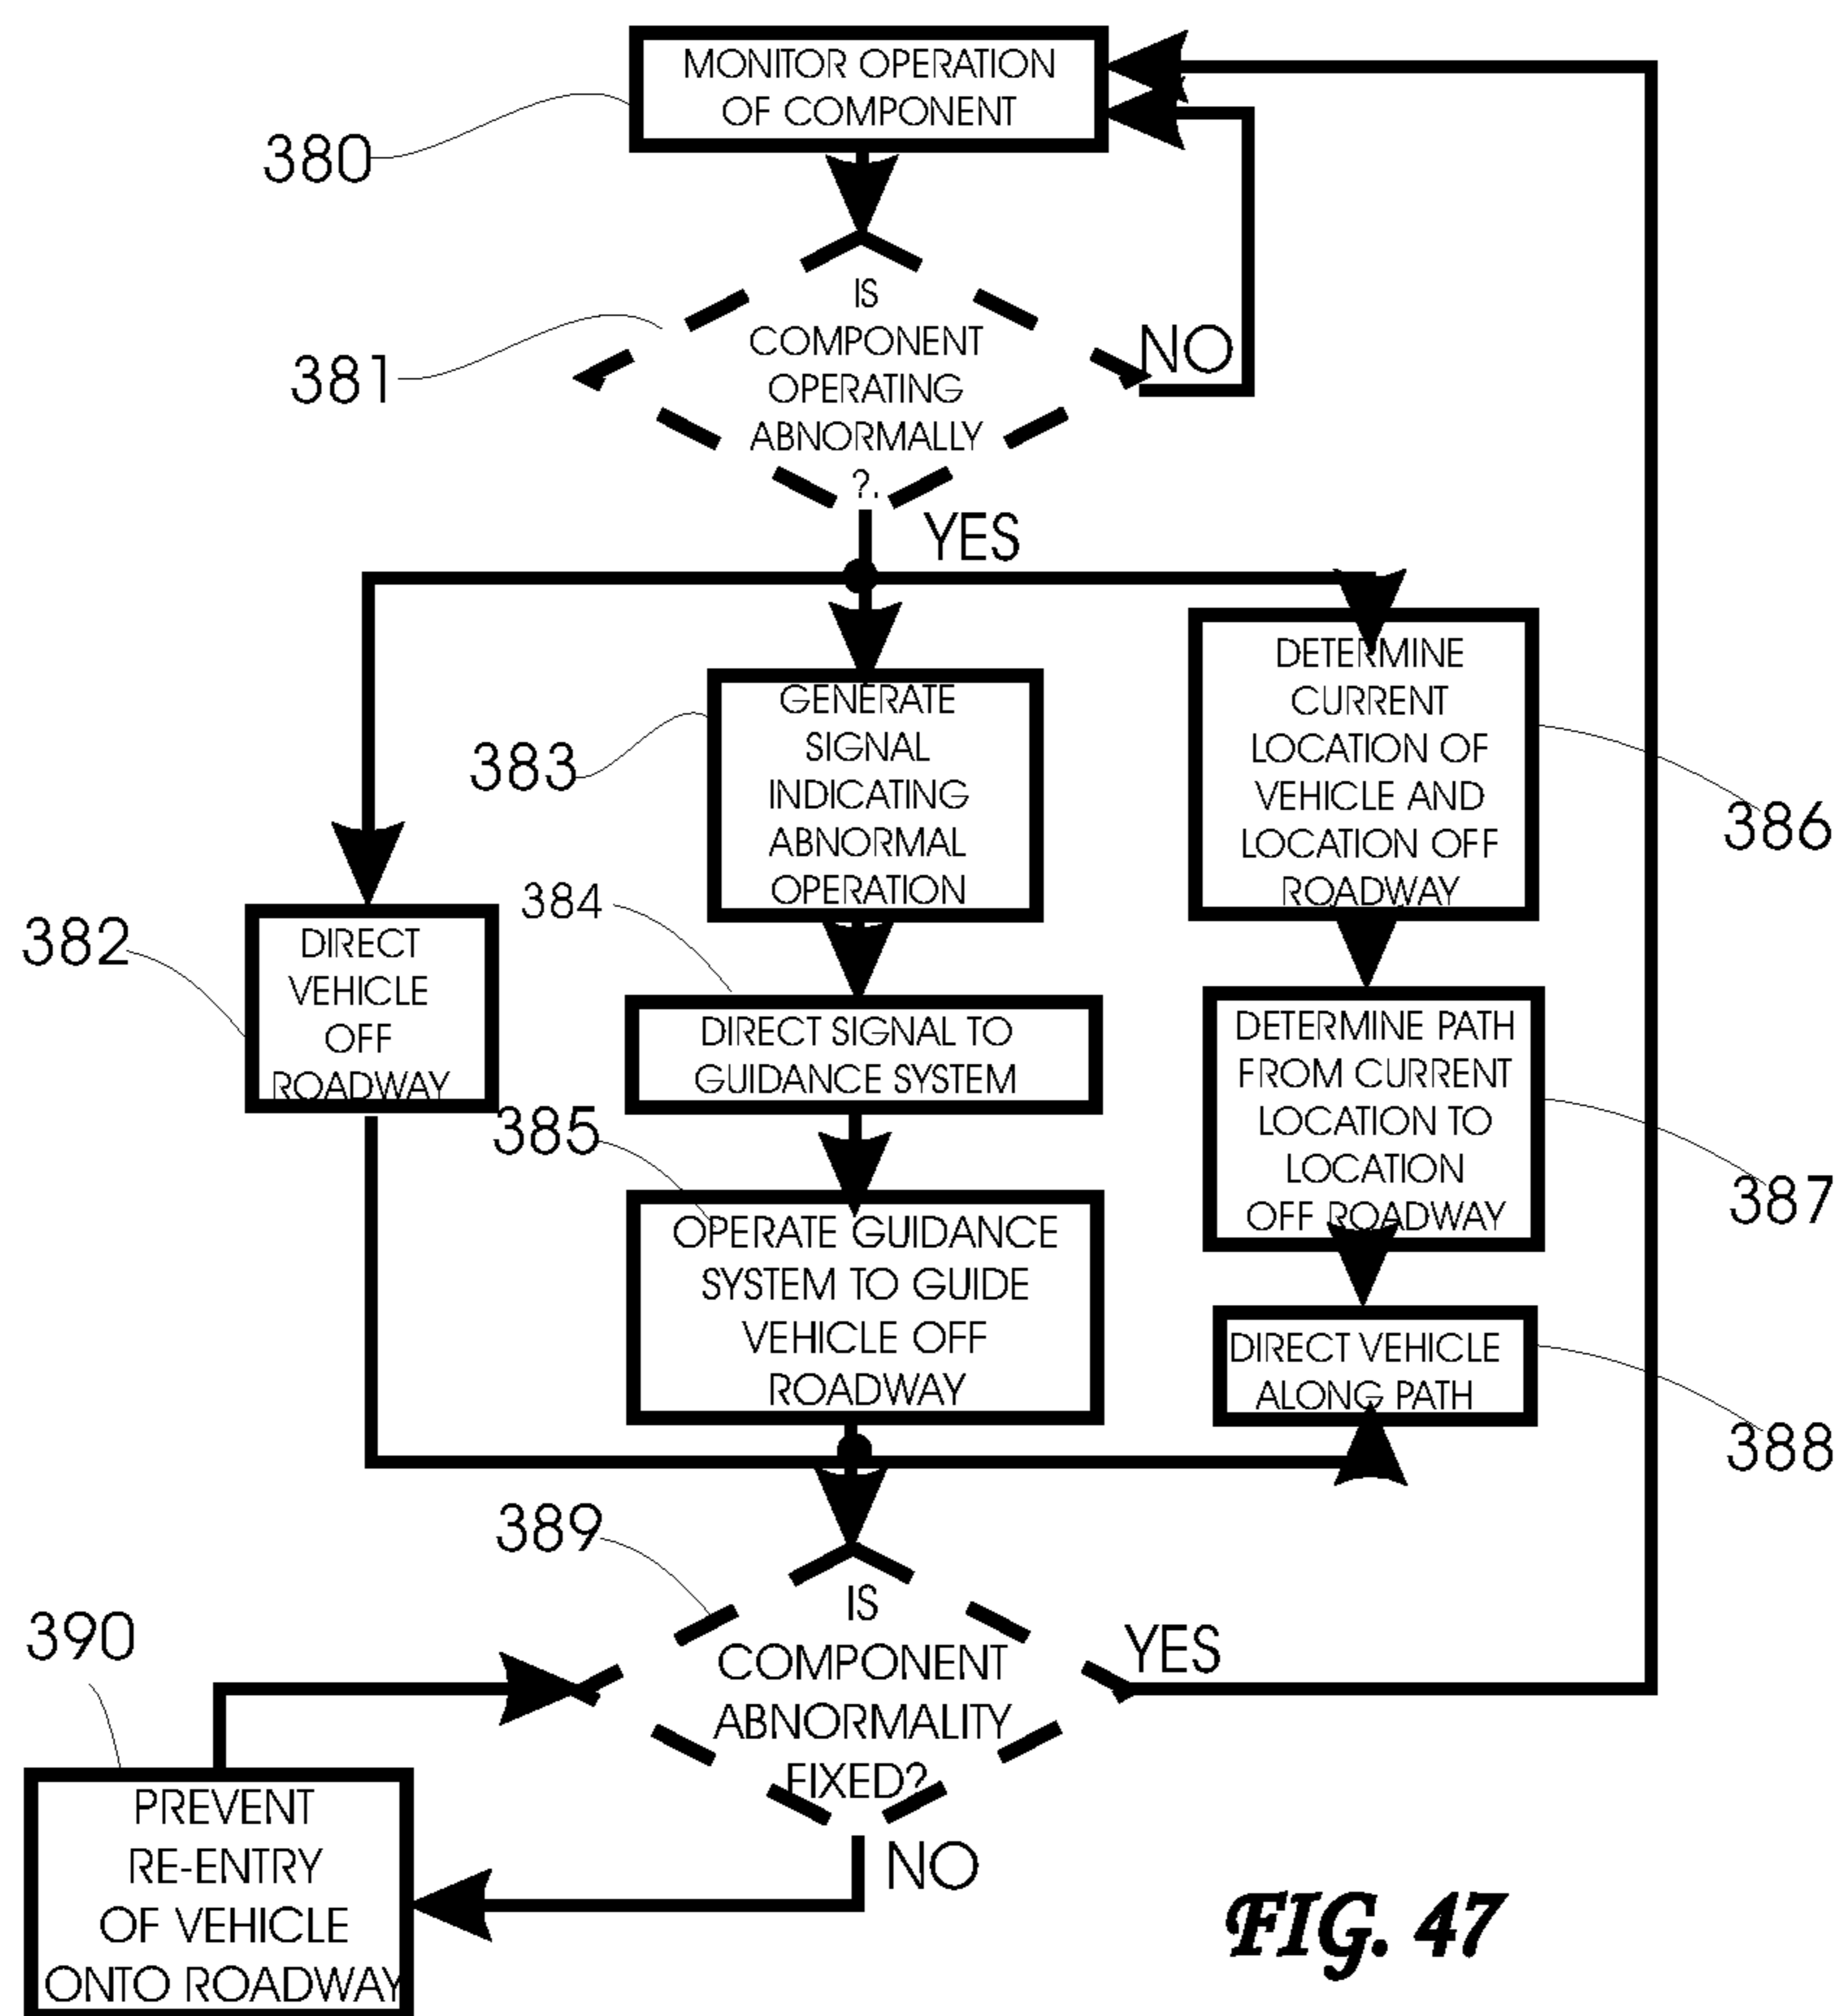 MONITOR OPERATION
OF COMPONENT
380
IS
COMPONENT
OPERATING
ABNORMALLY
?.
381
NO
YES
382
DIRECT
VEHICLE
OFF
ROADWAY
383
GENERATE
SIGNAL
INDICATING
ABNORMAL
OPERATION
384
DIRECT SIGNAL TO
GUIDANCE SYSTEM
385
OPERATE GUIDANCE
SYSTEM TO GUIDE
VEHICLE OFF
ROADWAY
DETERMINE
CURRENT
LOCATION OF
VEHICLE AND
LOCATION OFF
ROADWAY
386
DETERMINE PATH
FROM CURRENT
LOCATION TO
LOCATION
OFF ROADWAY
387
DIRECT VEHICLE
ALONG PATH
388
389
IS
COMPONENT
ABNORMALITY
FIXED?
YES
NO
390
PREVENT
RE-ENTRY
OF VEHICLE
ONTO ROADWAY
FIG. 47